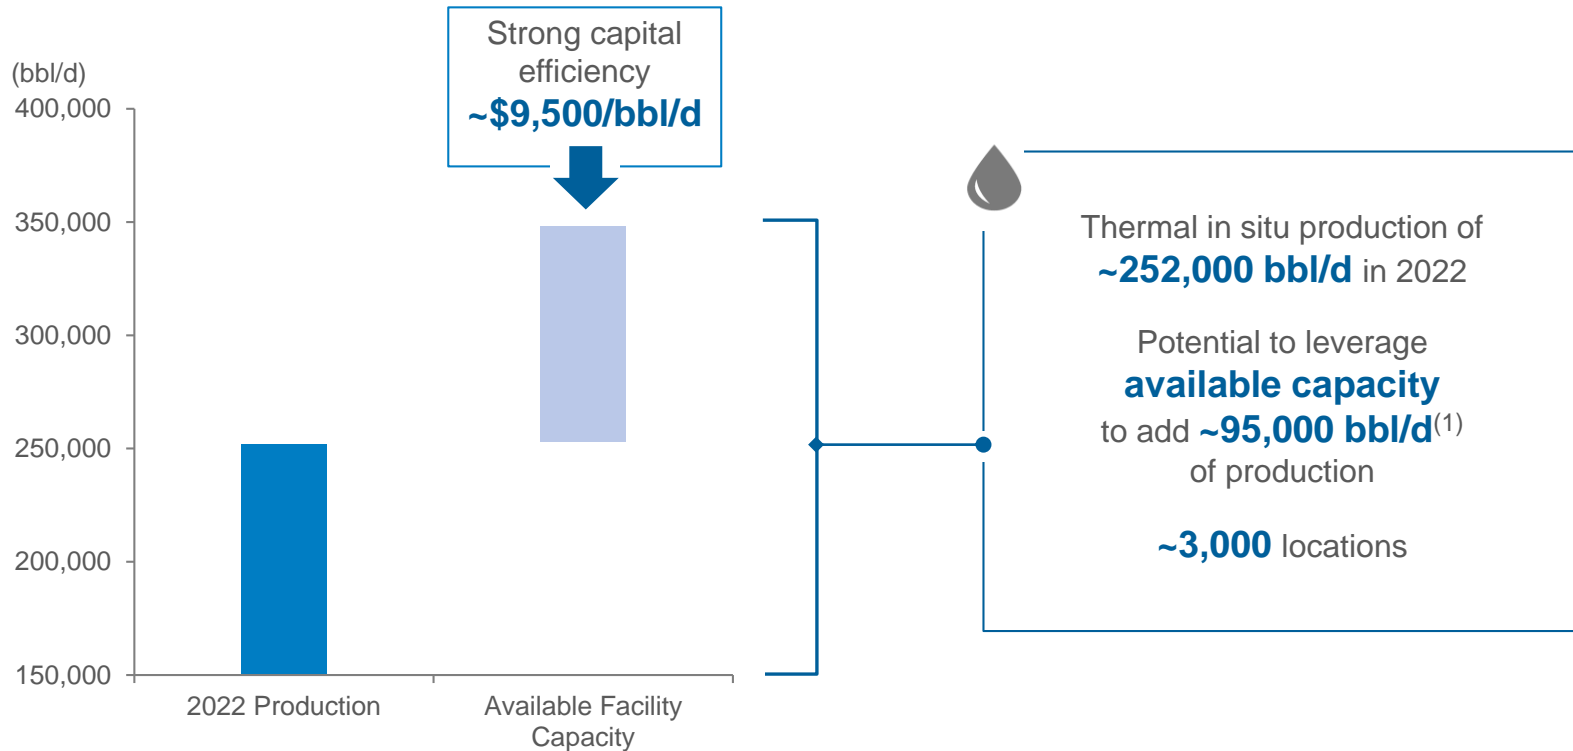 Strong capital
efficiency
~$9,500/bbl/d
(bbl/d)
400,000
350,000
300,000
250,000
200,000
150,000
2022 Production
Available Facility
Capacity
Thermal in situ production of
~252,000 bbl/d in 2022
Potential to leverage
available capacity
to add ~95,000 bbl/d(1)
of production
~3,000 locations